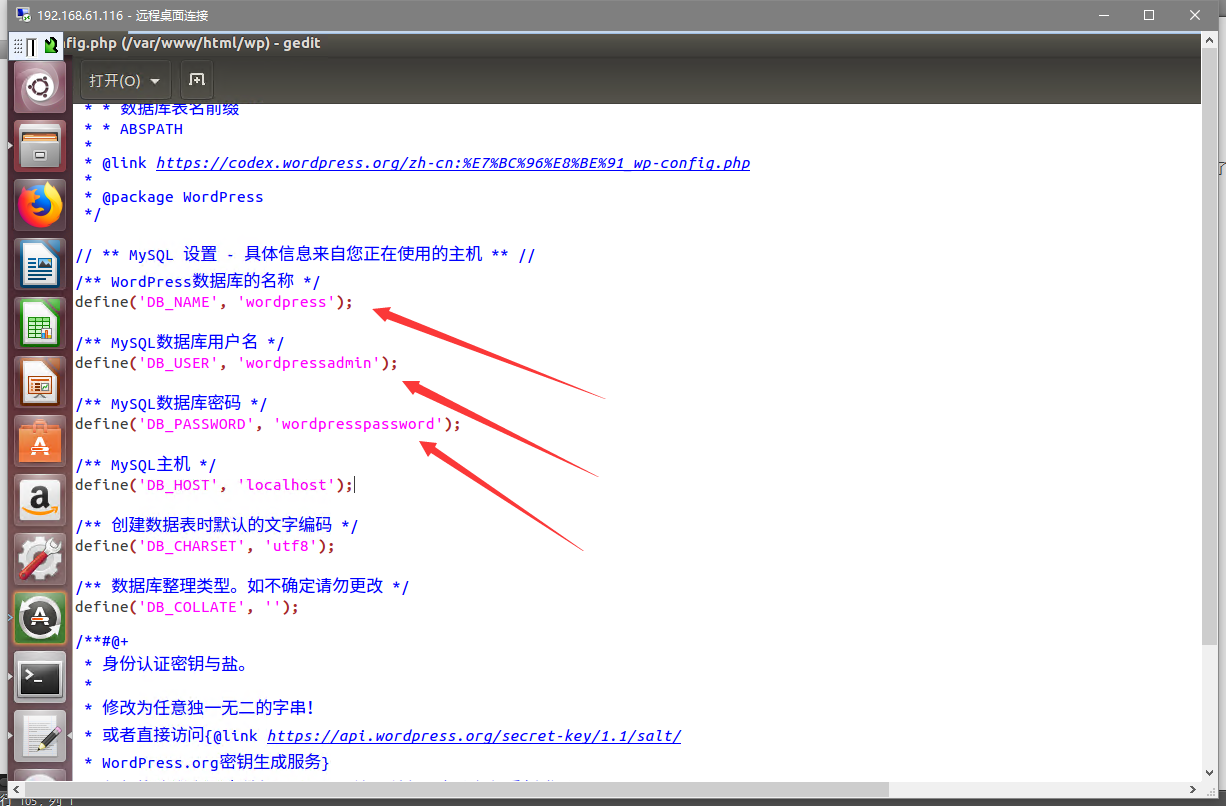 192.168.61.116 - 远程桌面连接
fig.php (/var/www/html/wp) - gedit
打开(O)
* * 数据库表名前缀
* * ABSPATH
*
* @link https://codex.wordpress.org/zh-cn:%E7%BC%96%E8%BE%91_wp-config.php
*
* @package WordPress
*/
// ** MySQL 设置 - 具体信息来自您正在使用的主机 ** //
/** WordPress数据库的名称 */
define('DB_NAME', 'wordpress');
/** MySQL数据库用户名 */
define('DB_USER', 'wordpressadmin');
/** MySQL数据库密码 */
define('DB_PASSWORD', 'wordpresspassword');
/** MySQL主机 */
define('DB_HOST', 'localhost');
/** 创建数据表时默认的文字编码 */
define('DB_CHARSET', 'utf8');
/** 数据库整理类型。如不确定请勿更改 */
define('DB_COLLATE', '');
/**#@+
* 身份认证密钥与盐。
*
* 修改为任意独一无二的字串！
* 或者直接访问{@link https://api.wordpress.org/secret-key/1.1/salt/
* WordPress.org密钥生成服务}